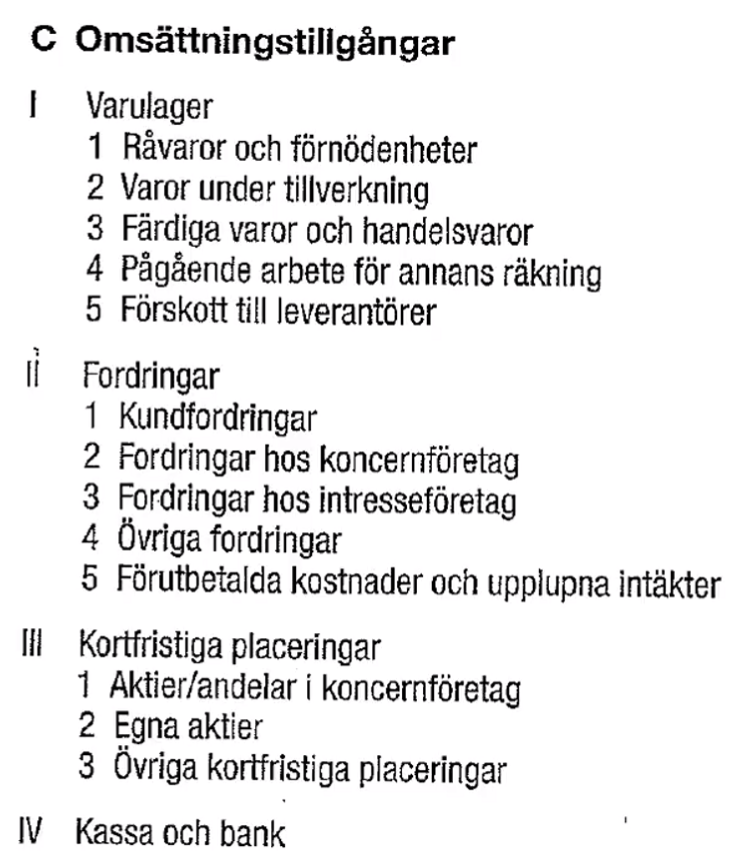 C Omsättningstillgångar
I Varulager
1 Råvaror och förnödenheter
2 Varor under tillverkning
3 Färdiga varor och handelsvaror
4 Pågående arbete för annans räkning
5 Förskott till leverantörer
II Fordringar
1 Kundfordringar
2 Fordringar hos koncernföretag
3 Fordringar hos intresseföretag
4 Övriga fordringar
5 Förutbetalda kostnader och upplupna intäkter
III Kortfristiga placeringar
1 Aktier/andelar i koncernföretag
2 Egna aktier
3 Övriga kortfristiga placeringar
IV Kassa och bank